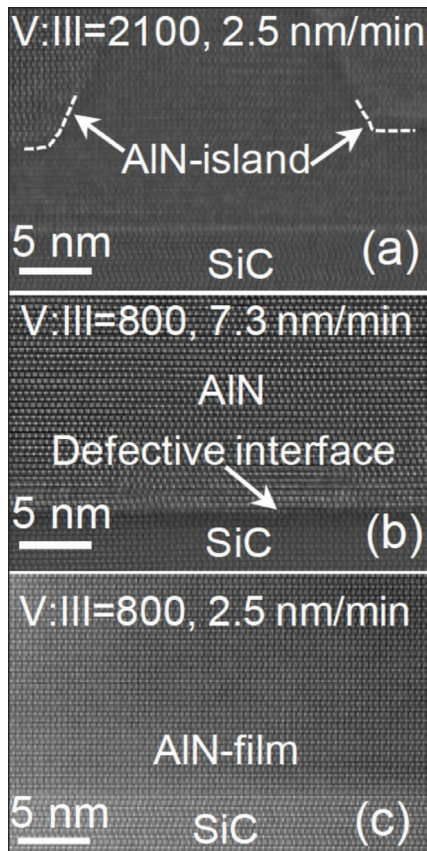 V:III=2100, 2.5 nm/min
AlN-island
5 nm
SiC
(a)
V:III=800, 7.3 nm/min
AlN
Defective interface
5 nm
SiC
(b)
V:III=800, 2.5 nm/min
AlN-film
5 nm
SiC
(c)